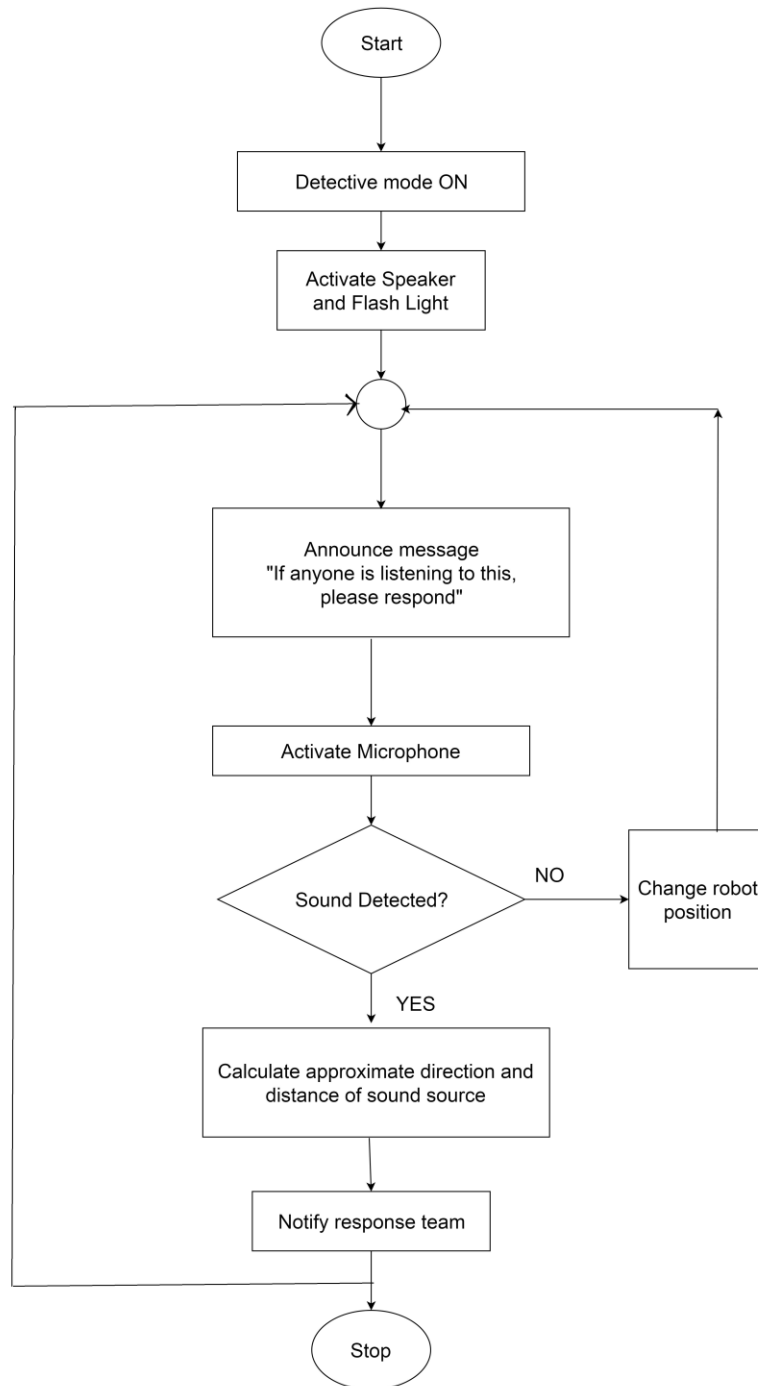 Start
Detective mode ON
Activate Speaker
and Flash Light
Announce message
"If anyone is listening to this,
please respond"
Activate Microphone
Sound Detected?
NO
Change robot
position
YES
Calculate approximate direction and
distance of sound source
Notify response team
Stop